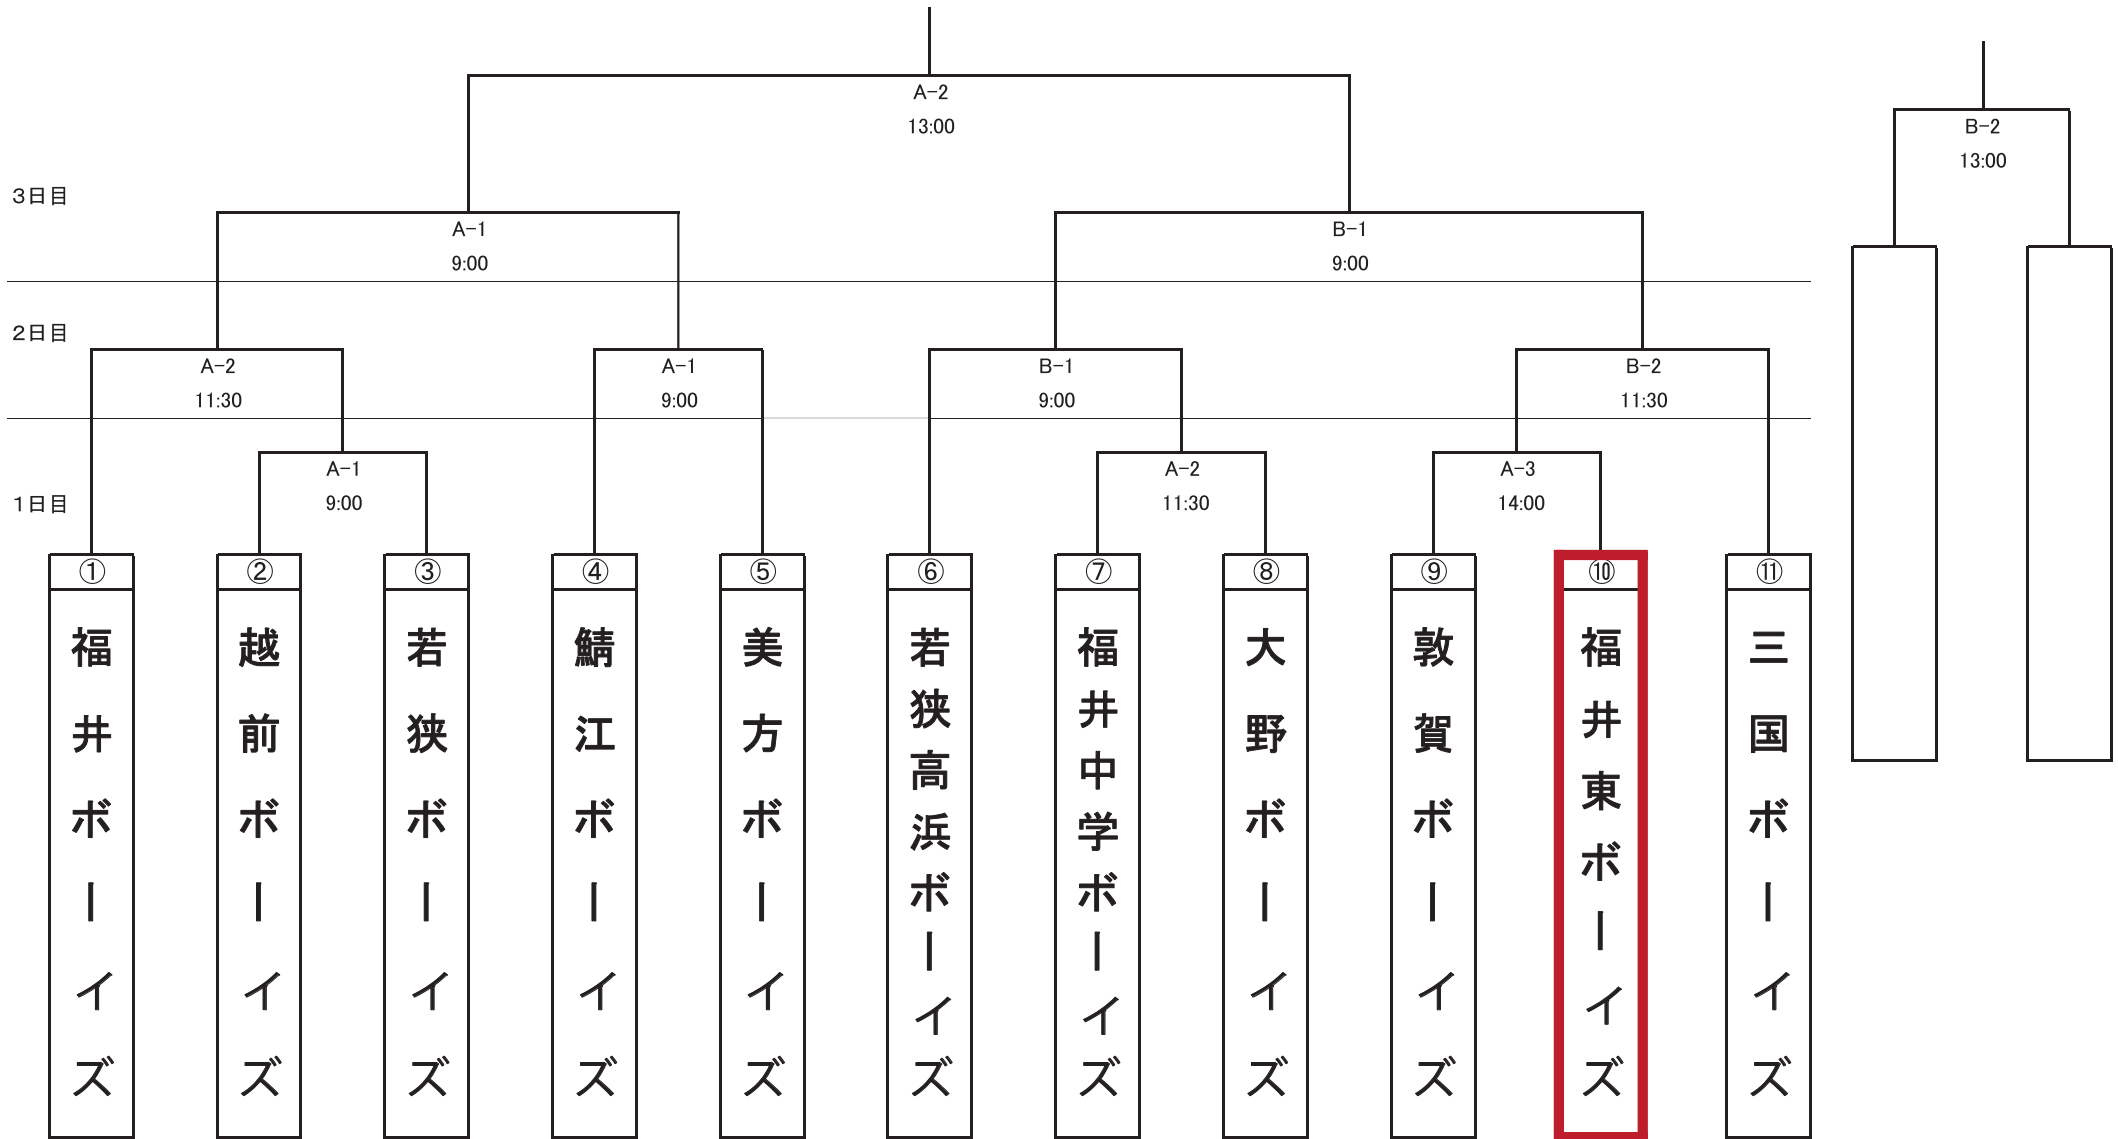 A-2
13:00
B-2
13:00
3日目
A-1
9:00
B-1
9:00
2日目
A-2
11:30
A-1
9:00
B-1
9:00
B-2
11:30
1日目
A-1
9:00
A-2
11:30
A-3
14:00
①
福井ボーイズ
②
越前ボーイズ
③
若狭ボーイズ
④
鯖江ボーイズ
⑤
美方ボーイズ
⑥
若狭高浜ボーイズ
⑦
福井中学ボーイズ
⑧
大野ボーイズ
⑨
敦賀ボーイズ
⑩
福井東ボーイズ
⑪
三国ボーイズ